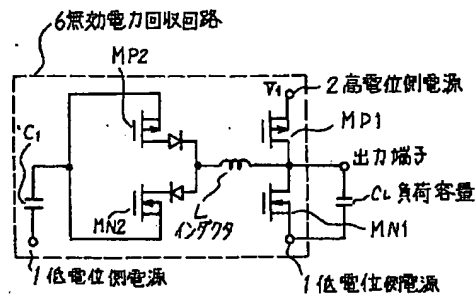 6無効電力回収回路
MP2
V1
2高電位側電源
MP1
C1
出力端子
CL 負荷容量
MN2
L
インダクタ
MN1
1低電位側電源
1低電位側電源